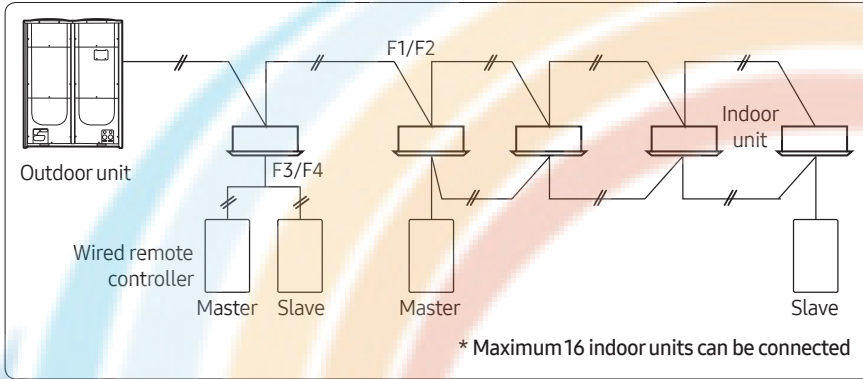 F1/F2
Indoor
unit
Outdoor unit
F3/F4
Wired remote
controller
Master
Slave
Master
Slave
* Maximum 16 indoor units can be connected